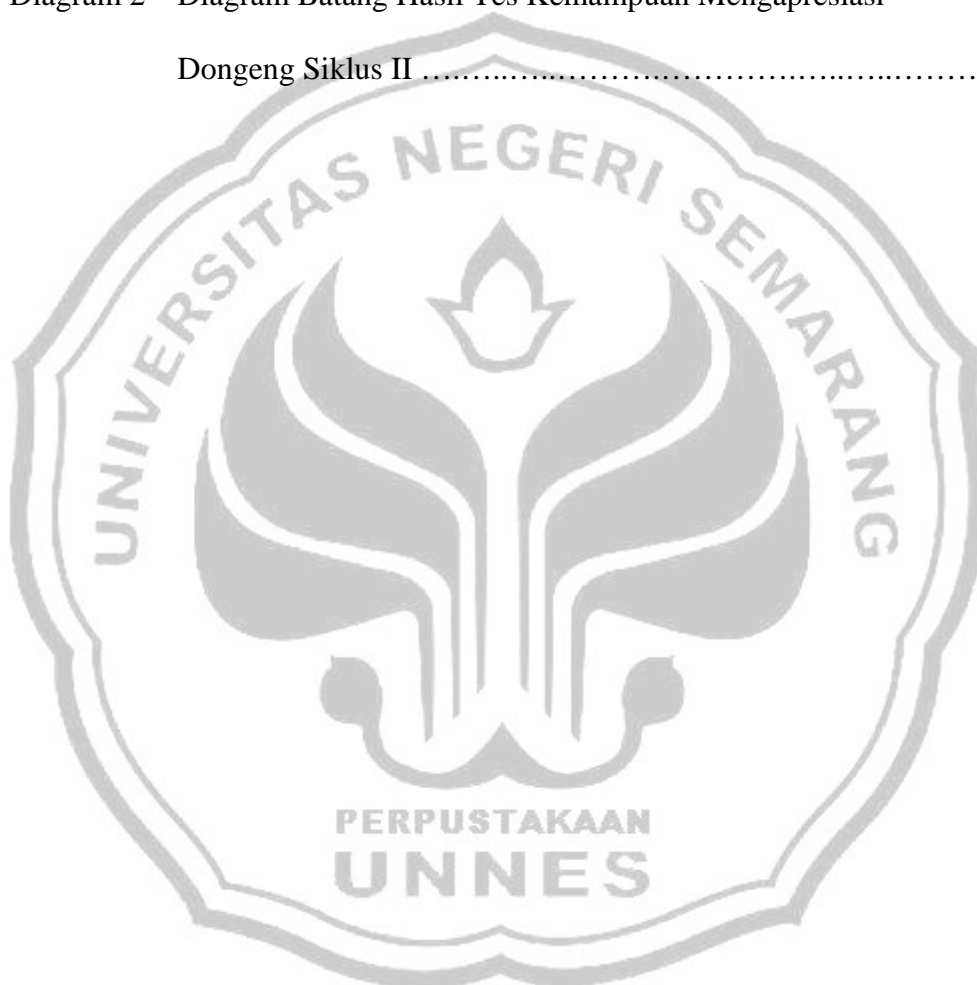 Diagram 2 Diagram Batang Hasil Tes Kemampuan Mengapresiasi
Dongeng Siklus II ……..…..……….………….…..…..………
UNIVERSITAS NEGERI SEMARANG
PERPUSTAKAAN
UNNES